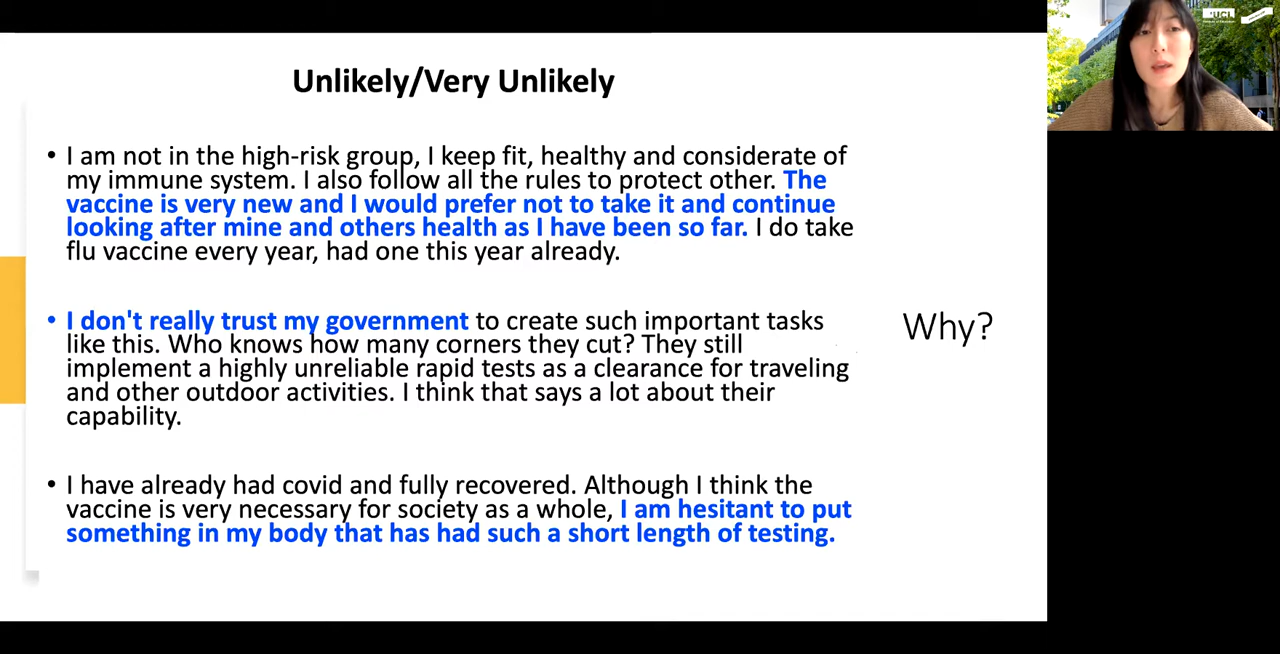 Unlikely/Very Unlikely
• I am not in the high-risk group, I keep fit, healthy and considerate of
my immune system. I also follow all the rules to protect other. The
vaccine is very new and I would prefer not to take it and continue
looking after mine and others health as I have been so far. I do take
flu vaccine every year, had one this year already.
• I don't really trust my government to create such important tasks
like this. Who knows how many corners they cut? They still
implement a highly unreliable rapid tests as a clearance for traveling
and other outdoor activities. I think that says a lot about their
capability.
• I have already had covid and fully recovered. Although I think the
vaccine is very necessary for society as a whole, I am hesitant to put
something in my body that has had such a short length of testing.
Why?
UCL